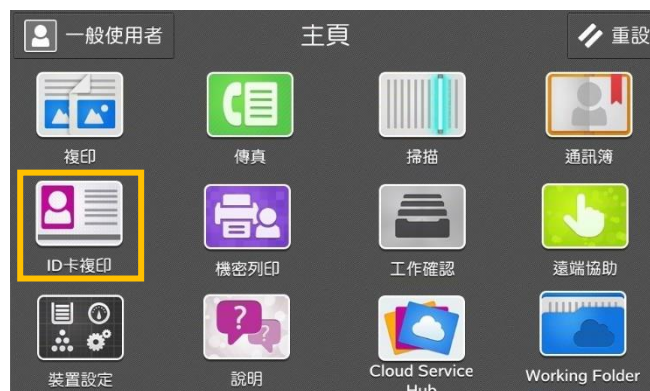 一般使用者 主頁 重設
複印 傳真 掃描 通訊簿
ID卡複印 機密列印 工作確認 遠端協助
裝置設定 說明 Cloud Service Working Folder
Hub